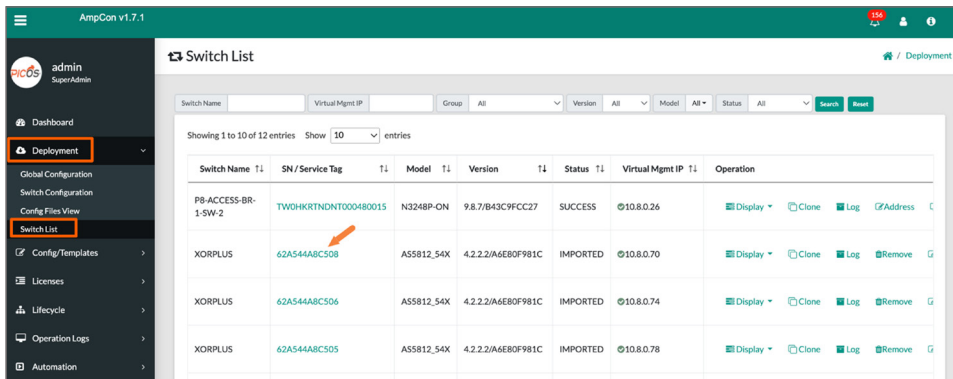 AmpCon v1.7.1
156
PICOS
admin
SuperAdmin
Dashboard
Deployment
Global Configuration
Switch Configuration
Config Files View
Switch List
Config/Templates
Licenses
Lifecycle
Operation Logs
Automation
Switch List
/ Deployment
Switch Name Virtual Mgmt IP Group All Version All Model All Status All Search Reset
Showing 1 to 10 of 12 entries Show 10 entries
Switch Name SN / Service Tag Model Version Status Virtual Mgmt IP Operation
P8-ACCESS-BR-
1-SW-2 TW0HKRTNDNT000480015 N3248P-ON 9.8.7/B43C9FCC27 SUCCESS 10.8.0.26 Display Clone Log Address
XORPLUS 62A544A8C508 AS5812_54X 4.2.2.2/A6E80F981C IMPORTED 10.8.0.70 Display Clone Log Remove
XORPLUS 62A544A8C506 AS5812_54X 4.2.2.2/A6E80F981C IMPORTED 10.8.0.74 Display Clone Log Remove
XORPLUS 62A544A8C505 AS5812_54X 4.2.2.2/A6E80F981C IMPORTED 10.8.0.78 Display Clone Log Remove